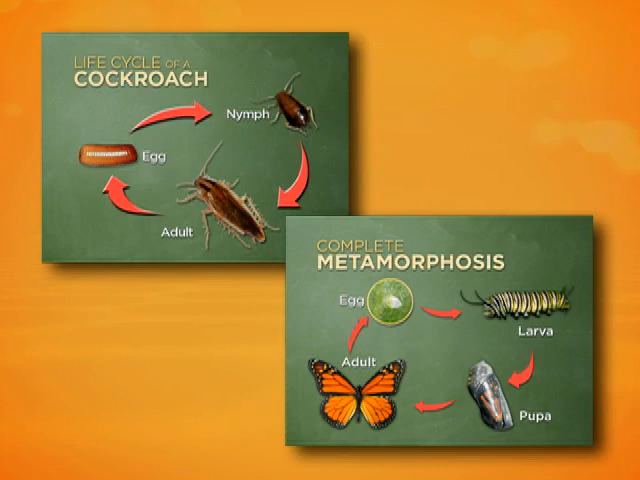 LIFE CYCLE OF A
COCKROACH
Nymph
Egg
Adult
COMPLETE
METAMORPHOSIS
Egg
Larva
Adult
Pupa